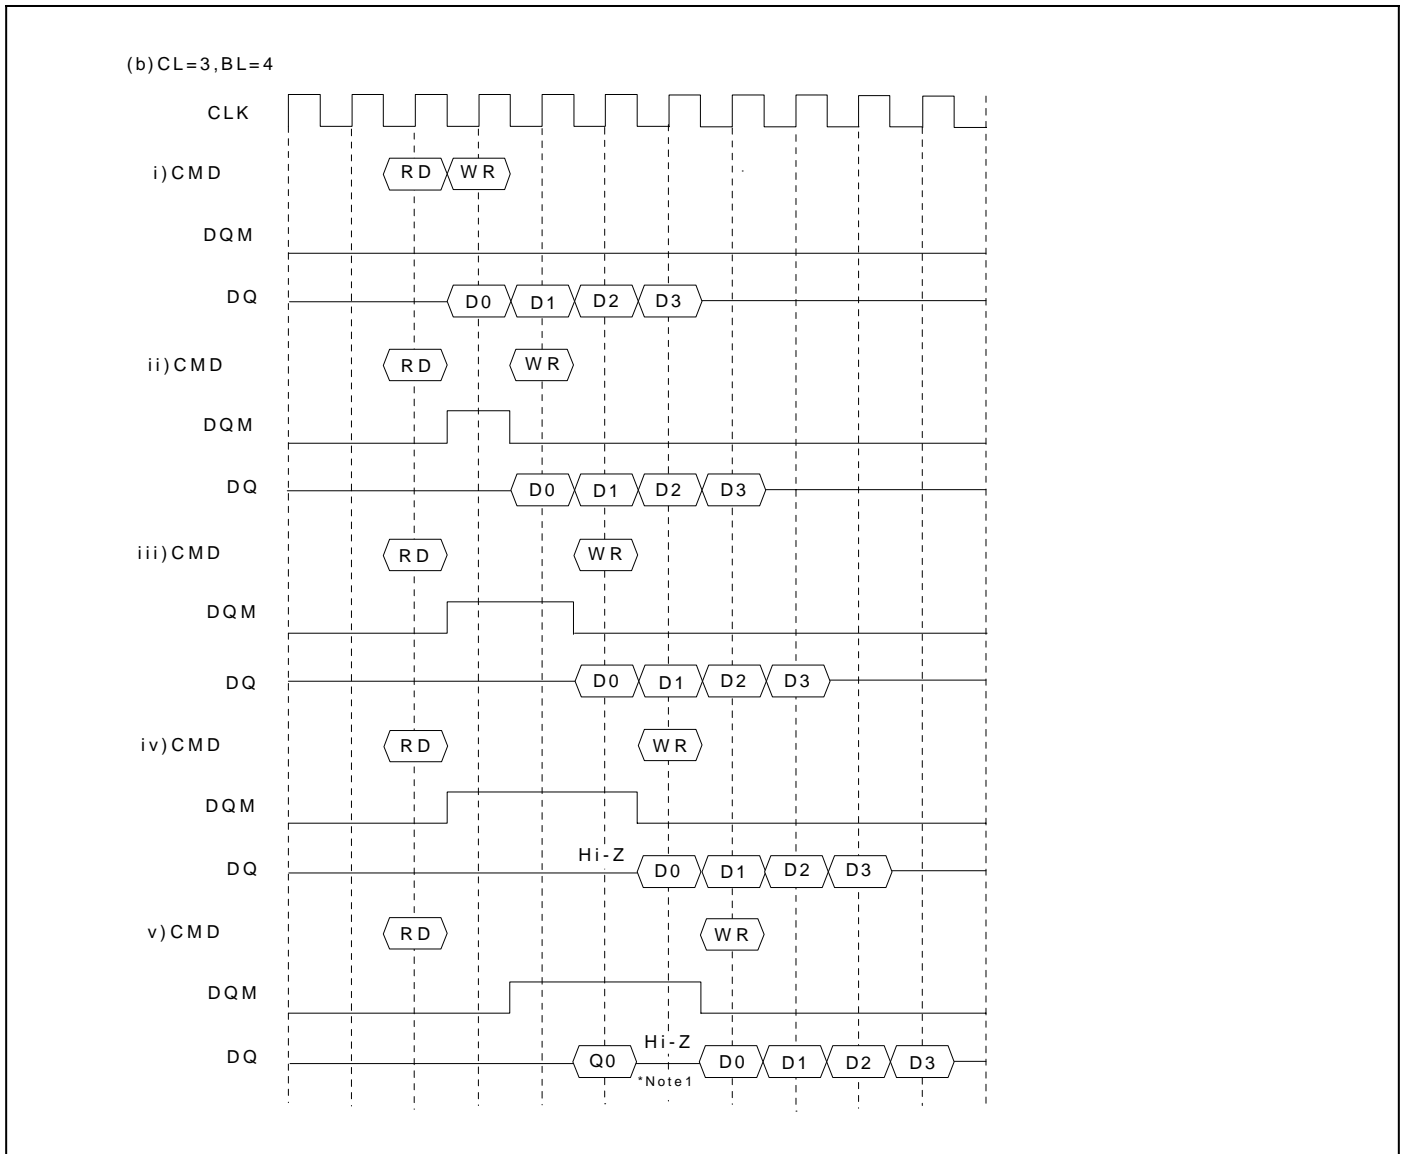 (b)CL=3,BL=4
CLK
i)CMD RD WR
DQM
DQ D0 D1 D2 D3
ii)CMD RD WR
DQM
DQ D0 D1 D2 D3
iii)CMD RD WR
DQM
DQ D0 D1 D2 D3
iv)CMD RD WR
DQM
Hi-Z
DQ D0 D1 D2 D3
v)CMD RD WR
DQM
Hi-Z
DQ Q0 D0 D1 D2 D3
*Note1